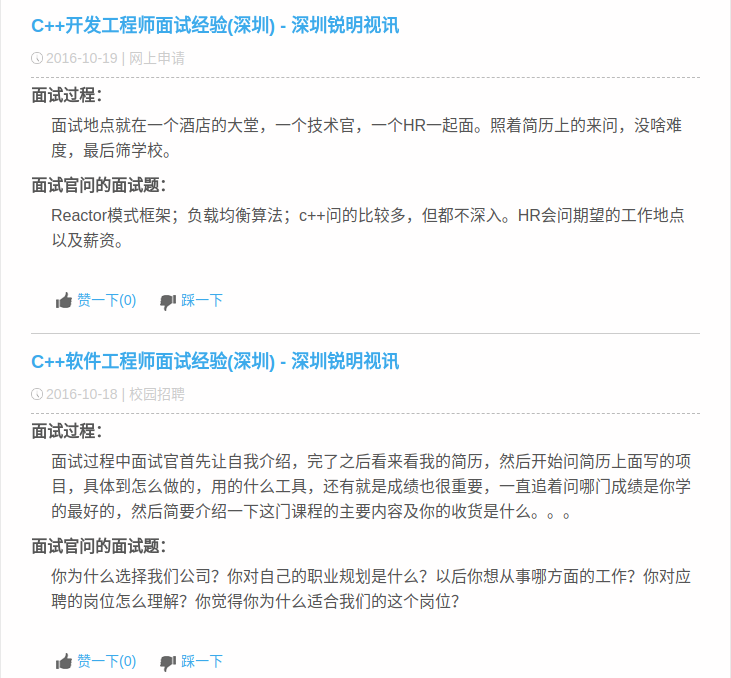 C++开发工程师面试经验(深圳) - 深圳锐明视讯
2016-10-19 | 网上申请
面试过程：
面试地点就在一个酒店的大堂，一个技术官，一个HR一起面。照着简历上的来问，没啥难
度，最后筛学校。
面试官问的面试题：
Reactor模式框架；负载均衡算法；c++问的比较多，但都不深入。HR会问期望的工作地点
以及薪资。
赞一下(0) 踩一下
C++软件工程师面试经验(深圳) - 深圳锐明视讯
2016-10-18 | 校园招聘
面试过程：
面试过程中面试官首先让自我介绍，完了之后看来看我的简历，然后开始问简历上面写的项
目，具体到怎么做的，用的什么工具，还有就是成绩也很重要，一直追着问哪门成绩是你学
的最好的，然后简要介绍一下这门课程的主要内容及你的收货是什么。。。
面试官问的面试题：
你为什么选择我们公司？你对自己的职业规划是什么？以后你想从事哪方面的工作？你对应
聘的岗位怎么理解？你觉得你为什么适合我们的这个岗位？
赞一下(0) 踩一下